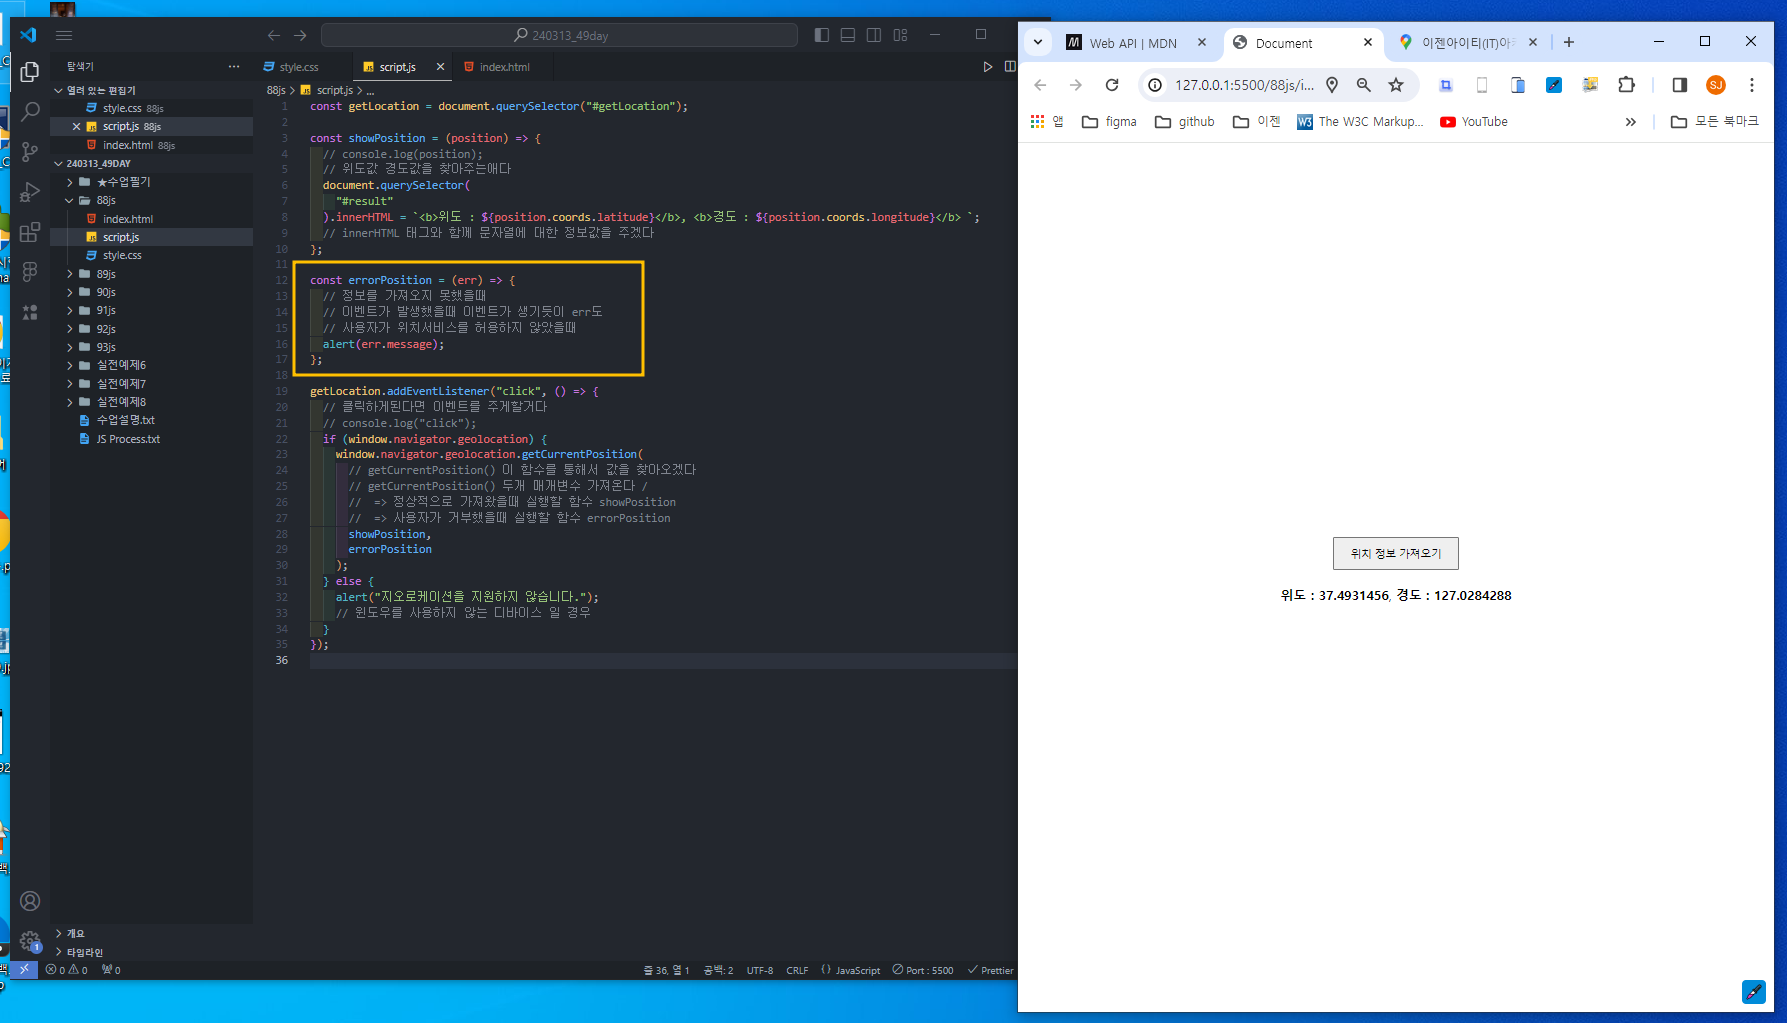 240313_49day
탐색기
열려 있는 편집기
style.css 88js
script.js 88js
index.html 88js
240313_49DAY
★수업필기
88js
index.html
script.js
style.css
89js
90js
91js
92js
93js
실전예제6
실전예제7
실전예제8
수업설명.txt
JS Process.txt
개요
타임라인
style.css
script.js
index.html
88js > script.js > ...
1 const getLocation = document.querySelector("#getLocation");
2
3 const showPosition = (position) => {
4 // console.log(position);
5 // 위도값 경도값을 찾아주는애다
6 document.querySelector(
7 "#result"
8 ).innerHTML = `<b>위도 : ${position.coords.latitude}</b>, <b>경도 : ${position.coords.longitude}</b> `;
9 // innerHTML 태그와 함께 문자열에 대한 정보값을 주겠다
10 };
11
12 const errorPosition = (err) => {
13 // 정보를 가져오지 못했을때
14 // 이벤트가 발생했을때 이벤트가 생기듯이 err도
15 // 사용자가 위치서비스를 허용하지 않았을때
16 alert(err.message);
17 };
18
19 getLocation.addEventListener("click", () => {
20 // 클릭하게된다면 이벤트를 주게할거다
21 // console.log("click");
22 if (window.navigator.geolocation) {
23 window.navigator.geolocation.getCurrentPosition(
24 // getCurrentPosition() 이 함수를 통해서 값을 찾아오겠다
25 // getCurrentPosition() 두개 매개변수 가져온다 /
26 // => 정상적으로 가져왔을때 실행할 함수 showPosition
27 // => 사용자가 거부했을때 실행할 함수 errorPosition
28 showPosition,
29 errorPosition
30 );
31 } else {
32 alert("지오로케이션을 지원하지 않습니다.");
33 // 윈도우를 사용하지 않는 디바이스 일 경우
34 }
35 });
36
0 0 0
줄 36, 열 1 공백: 2 UTF-8 CRLF {} JavaScript Port : 5500 Prettier
Web API | MDN
Document
이젠아이티(IT)아
127.0.0.1:5500/88js/i...
SJ
앱
figma
github
이젠
The W3C Markup...
YouTube
모든 북마크
위치 정보 가져오기
위도 : 37.4931456, 경도 : 127.0284288